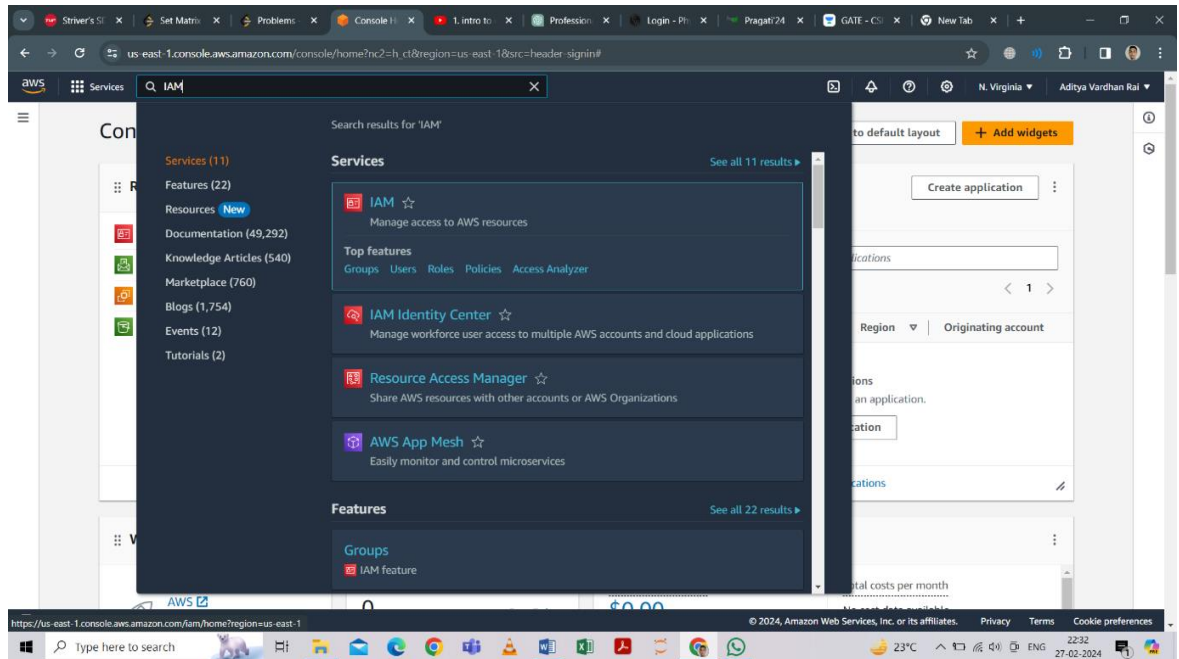 Striver's S
Set Matrix
Problems -
Console H
1. intro to
Profession
Login - Ph
Pragati'24
GATE - CS
New Tab
us-east-1.console.aws.amazon.com/console/home?nc2=h_ct&region=us-east-1&src=header-signin#
aws
Services
IAM
N. Virginia
Aditya Vardhan Rai
Con
to default layout
+ Add widgets
Search results for 'IAM'
Services (11)
Features (22)
Resources New
Documentation (49,292)
Knowledge Articles (540)
Marketplace (760)
Blogs (1,754)
Events (12)
Tutorials (2)
Services
See all 11 results
IAM
Manage access to AWS resources
Top features
Groups Users Roles Policies Access Analyzer
IAM Identity Center
Manage workforce user access to multiple AWS accounts and cloud applications
Resource Access Manager
Share AWS resources with other accounts or AWS Organizations
AWS App Mesh
Easily monitor and control microservices
Features
See all 22 results
Groups
IAM feature
Create application
lications
1
Region
Originating account
ions
an application.
cation
cations
AWS
0
$0.00
tal costs per month
https://us-east-1.console.aws.amazon.com/iam/home?region=us-east-1
© 2024, Amazon Web Services, Inc. or its affiliates.
Privacy Terms Cookie preferences
Type here to search
23°C
ENG
22:32
27-02-2024